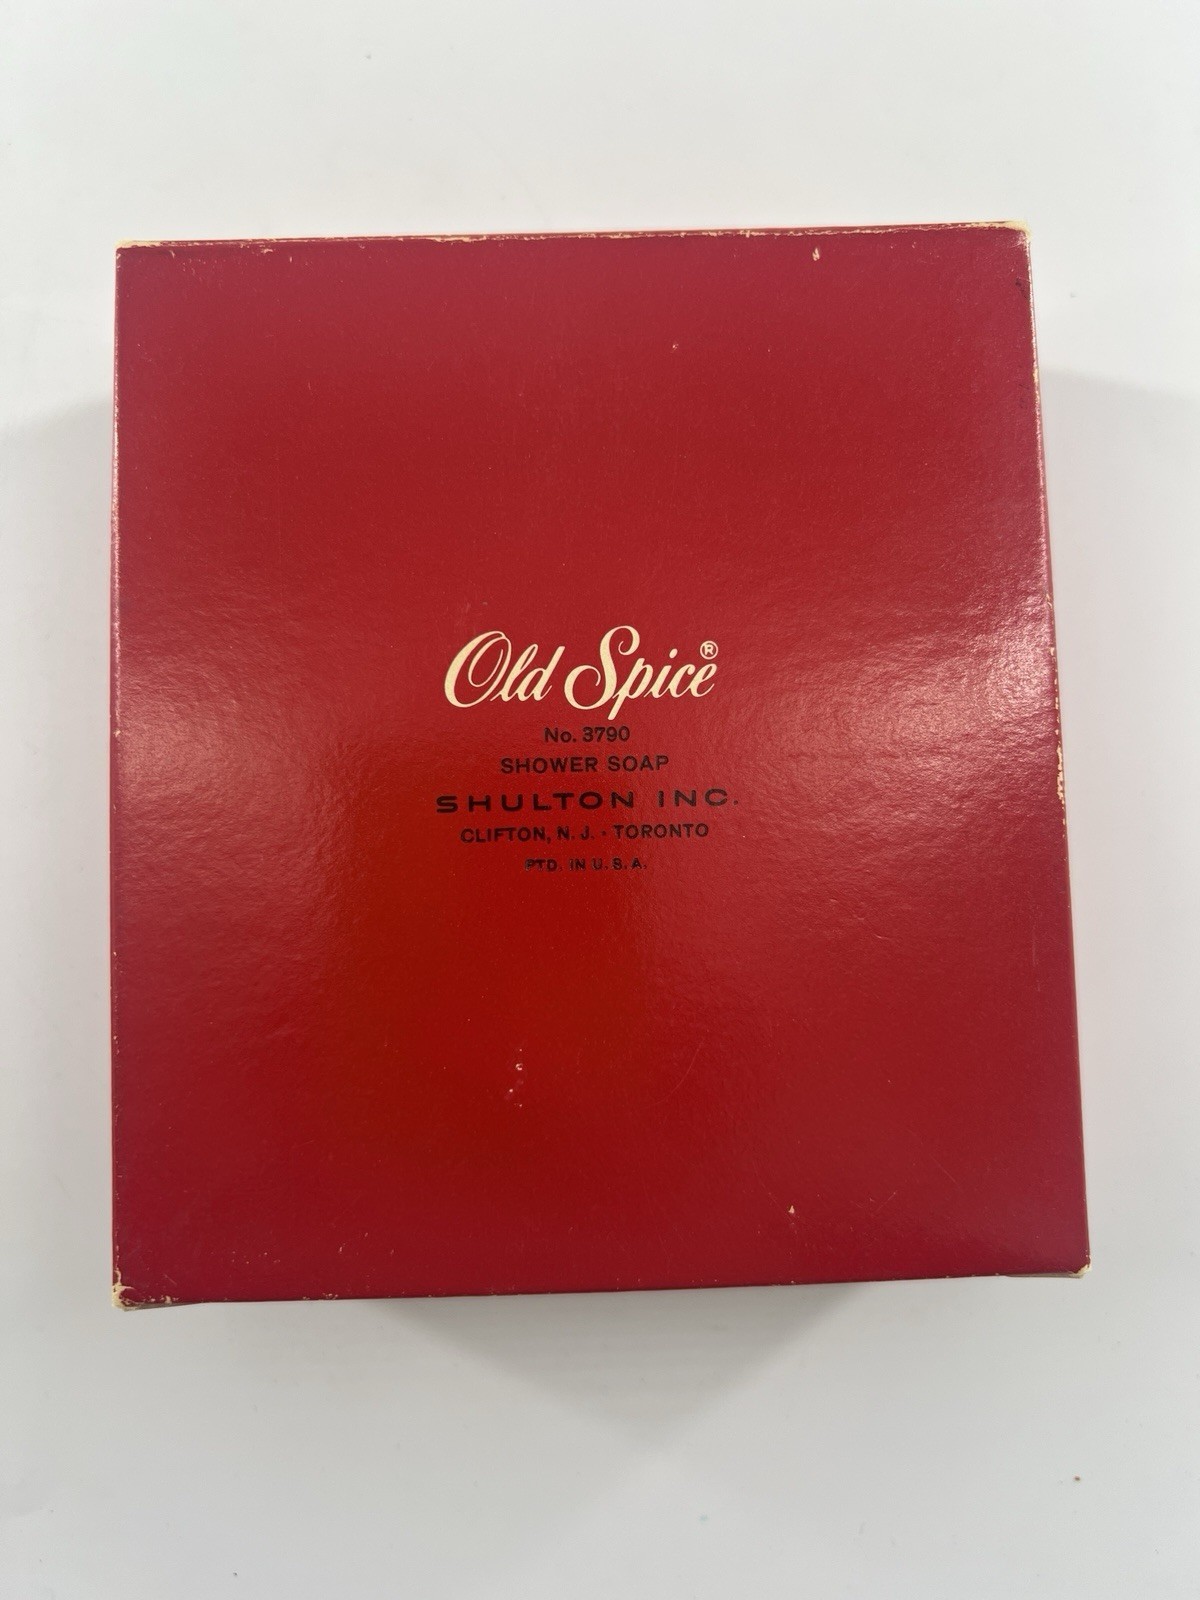 Old Spice®
No. 3790
SHOWER SOAP
SHULTON INC.
CLIFTON, N. J. - TORONTO
PTD. IN U. S. A.